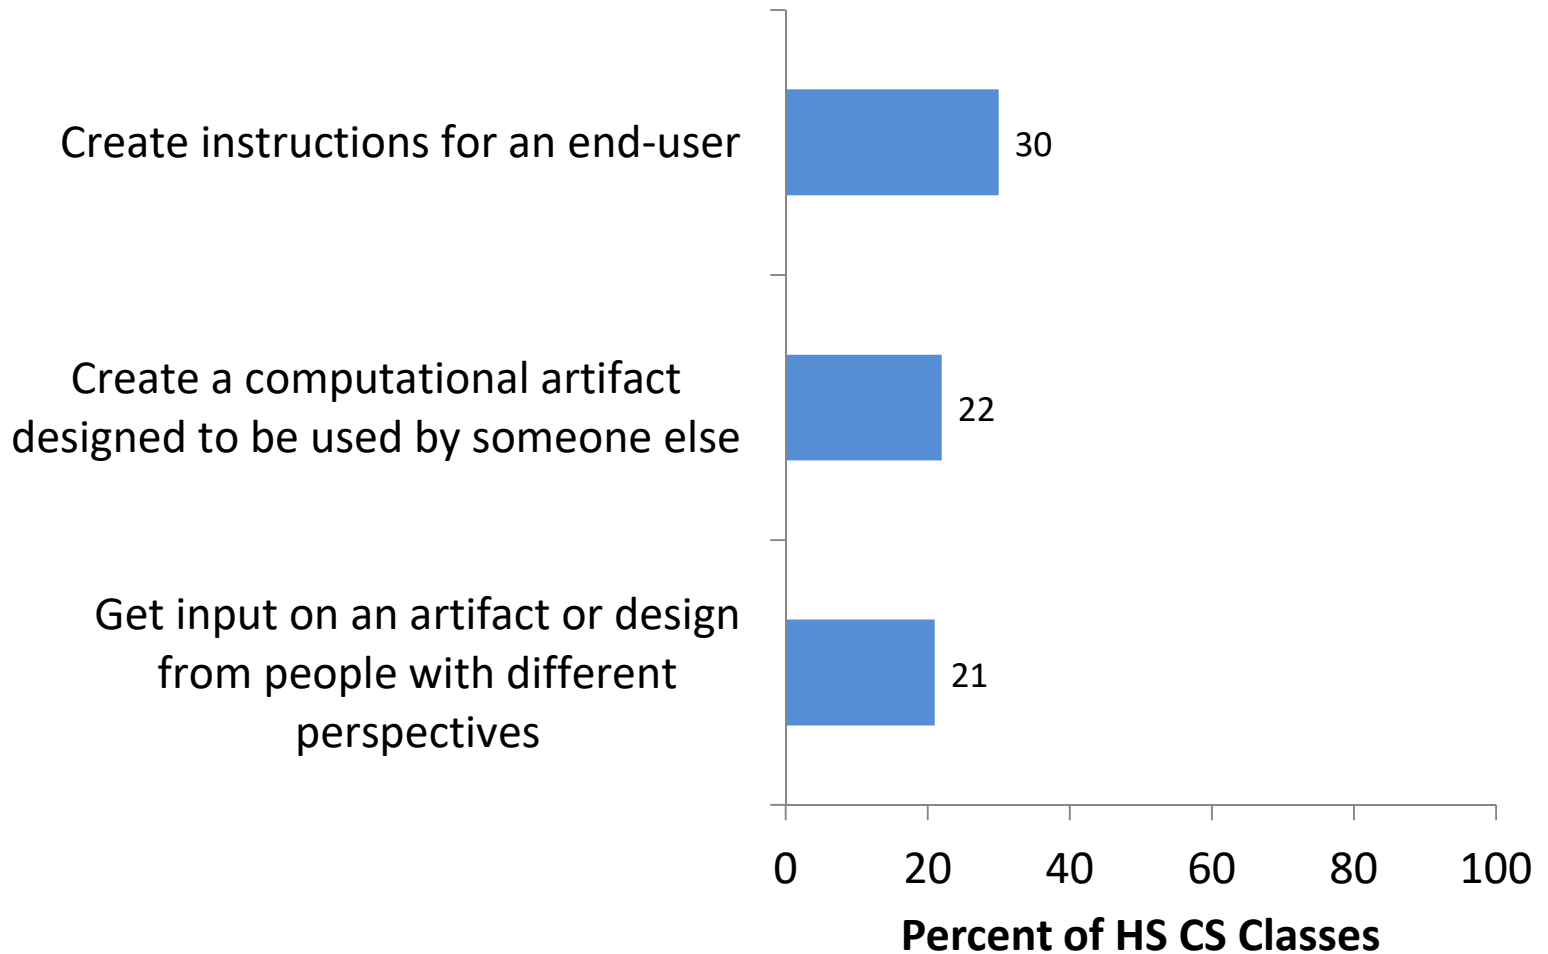 Create instructions for an end-user
30
Create a computational artifact
designed to be used by someone else
22
Get input on an artifact or design
from people with different
perspectives
21
0 20 40 60 80 100
Percent of HS CS Classes